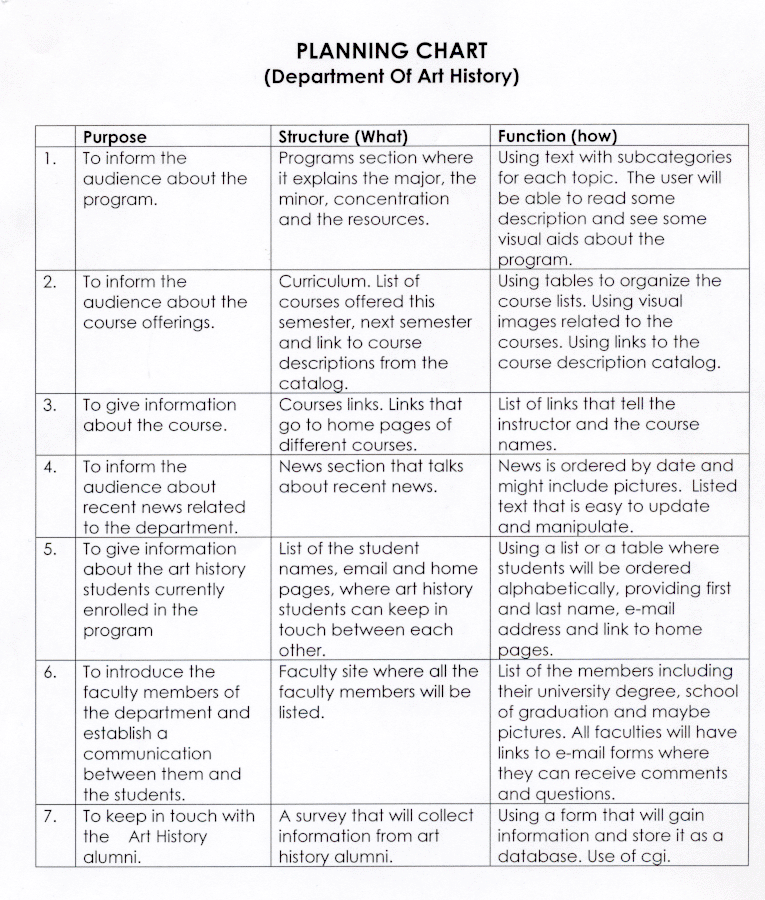 PLANNING CHART
(Department Of Art History)
Purpose
Structure (What)
Function (how)
1.
To inform the
audience about the
program.
Programs section where
it explains the major, the
minor, concentration
and the resources.
Using text with subcategories
for each topic.  The user will
be able to read some
description and see some
visual aids about the
program.
2.
To inform the
audience about the
course offerings.
Curriculum. List of
courses offered this
semester, next semester
and link to course
descriptions from the
catalog.
Using tables to organize the
course lists. Using visual
images related to the
courses. Using links to the
course description catalog.
3.
To give information
about the course.
Courses links. Links that
go to home pages of
different courses.
List of links that tell the
instructor and the course
names.
4.
To inform the
audience about
recent news related
to the department.
News section that talks
about recent news.
News is ordered by date and
might include pictures.  Listed
text that is easy to update
and manipulate.
5.
To give information
about the art history
students currently
enrolled in the
program
List of the student
names, email and home
pages, where art history
students can keep in
touch between each
other.
Using a list or a table where
students will be ordered
alphabetically, providing first
and last name, e-mail
address and link to home
pages.
6.
To introduce the
faculty members of
the department and
establish a
communication
between them and
the students.
Faculty site where all the
faculty members will be
listed.
List of the members including
their university degree, school
of graduation and maybe
pictures. All faculties will have
links to e-mail forms where
they can receive comments
and questions.
7.
To keep in touch with
the    Art History
alumni.
A survey that will collect
information from art
history alumni.
Using a form that will gain
information and store it as a
database. Use of cgi.